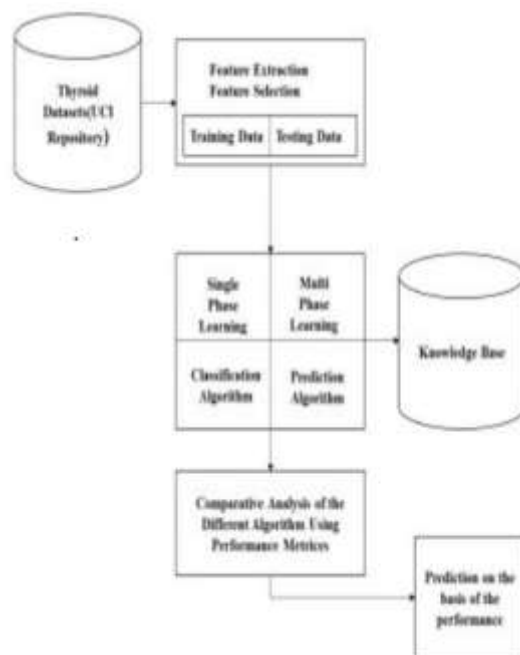 Thyroid
Datasets(UCI
Repository)
Feature Extraction
Feature Selection
Training Data
Testing Data
Single
Phase
Learning
Multi
Phase
Learning
Classification
Algorithm
Prediction
Algorithm
Knowledge Base
Comparative Analysis of the
Different Algorithm Using
Performance Metrices
Prediction on the
basis of the
performance